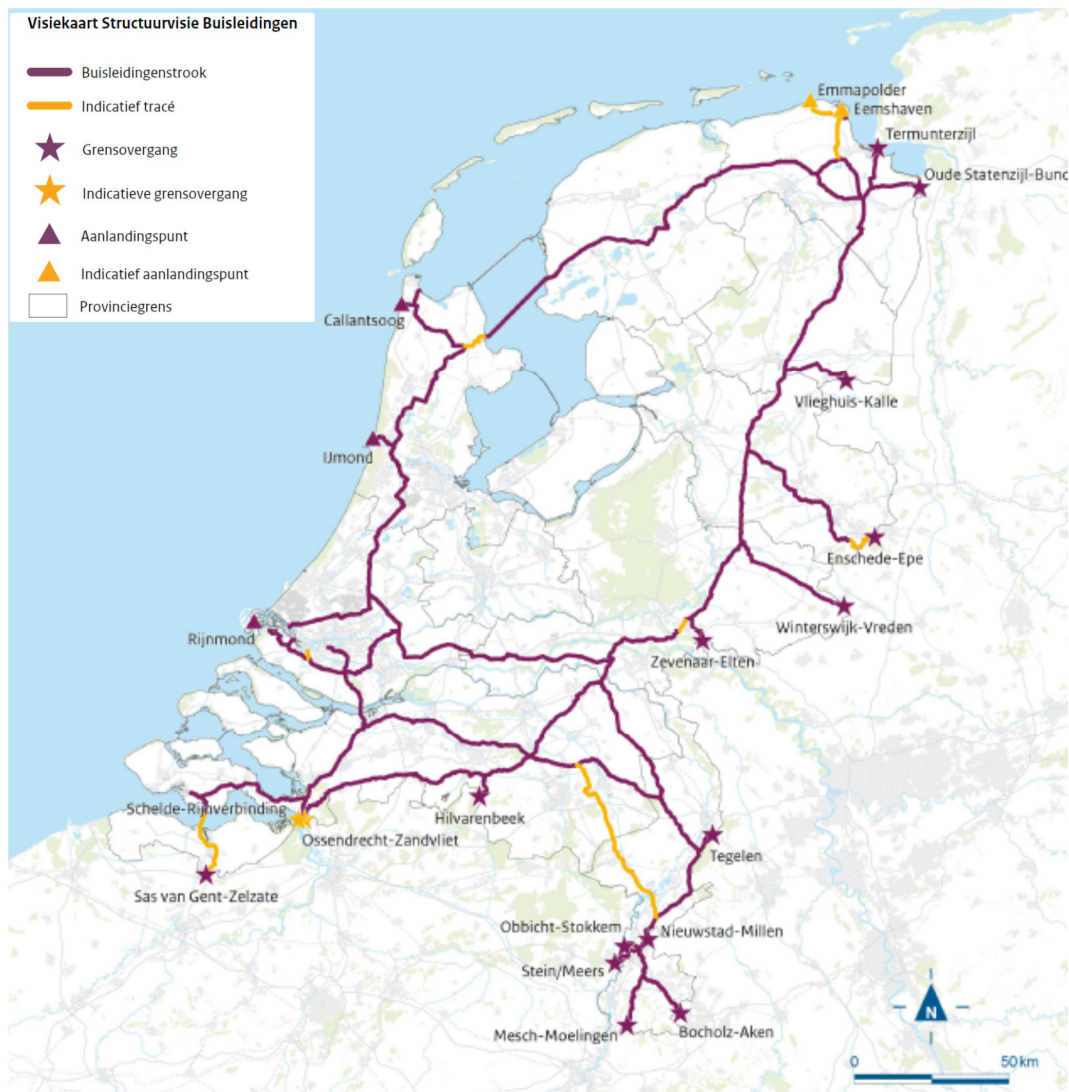 Visiekaart Structuurvisie Buisleidingen
Buisleidingenstrook
Indicatief tracé
Grensovergang
Indicatieve grensovergang
Aanlandingspunt
Indicatief aanlandingspunt
Provinciegrens
Emmapolder
Eemshaven
Termunterzijl
Oude Statenzijl-Bund
Callantsoog
Vlieghuis-Kalle
IJmond
Enschede-Epe
Winterswijk-Vreden
Rijnmond
Zevenaar-Elten
Schelde-Rijnverbinding
Hilvarenbeek
Ossendrecht-Zandvliet
Tegelen
Sas van Gent-Zelzate
Obbicht-Stokkem
Nieuwstad-Millen
Stein/Meers
Mesch-Moelingen
Bocholz-Aken
N
0 50 km